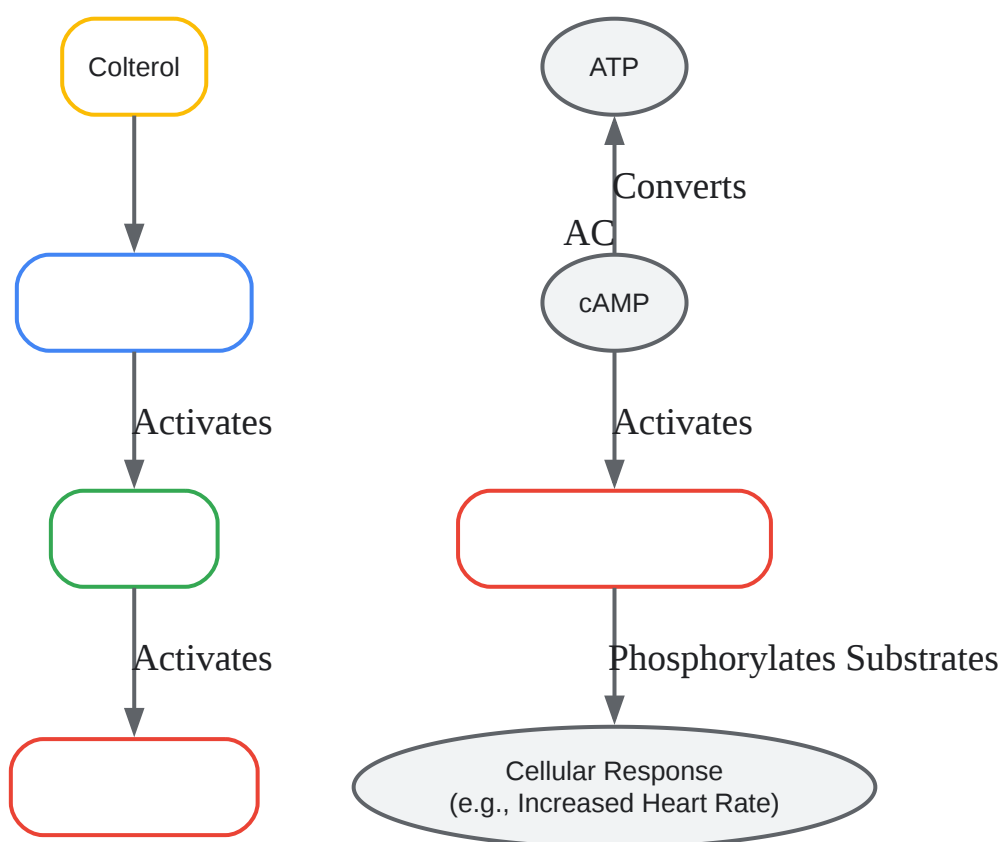 Colterol
Activates
Activates
ATP
Converts
AC
cAMP
Activates
Phosphorylates Substrates
Cellular Response
(e.g., Increased Heart Rate)